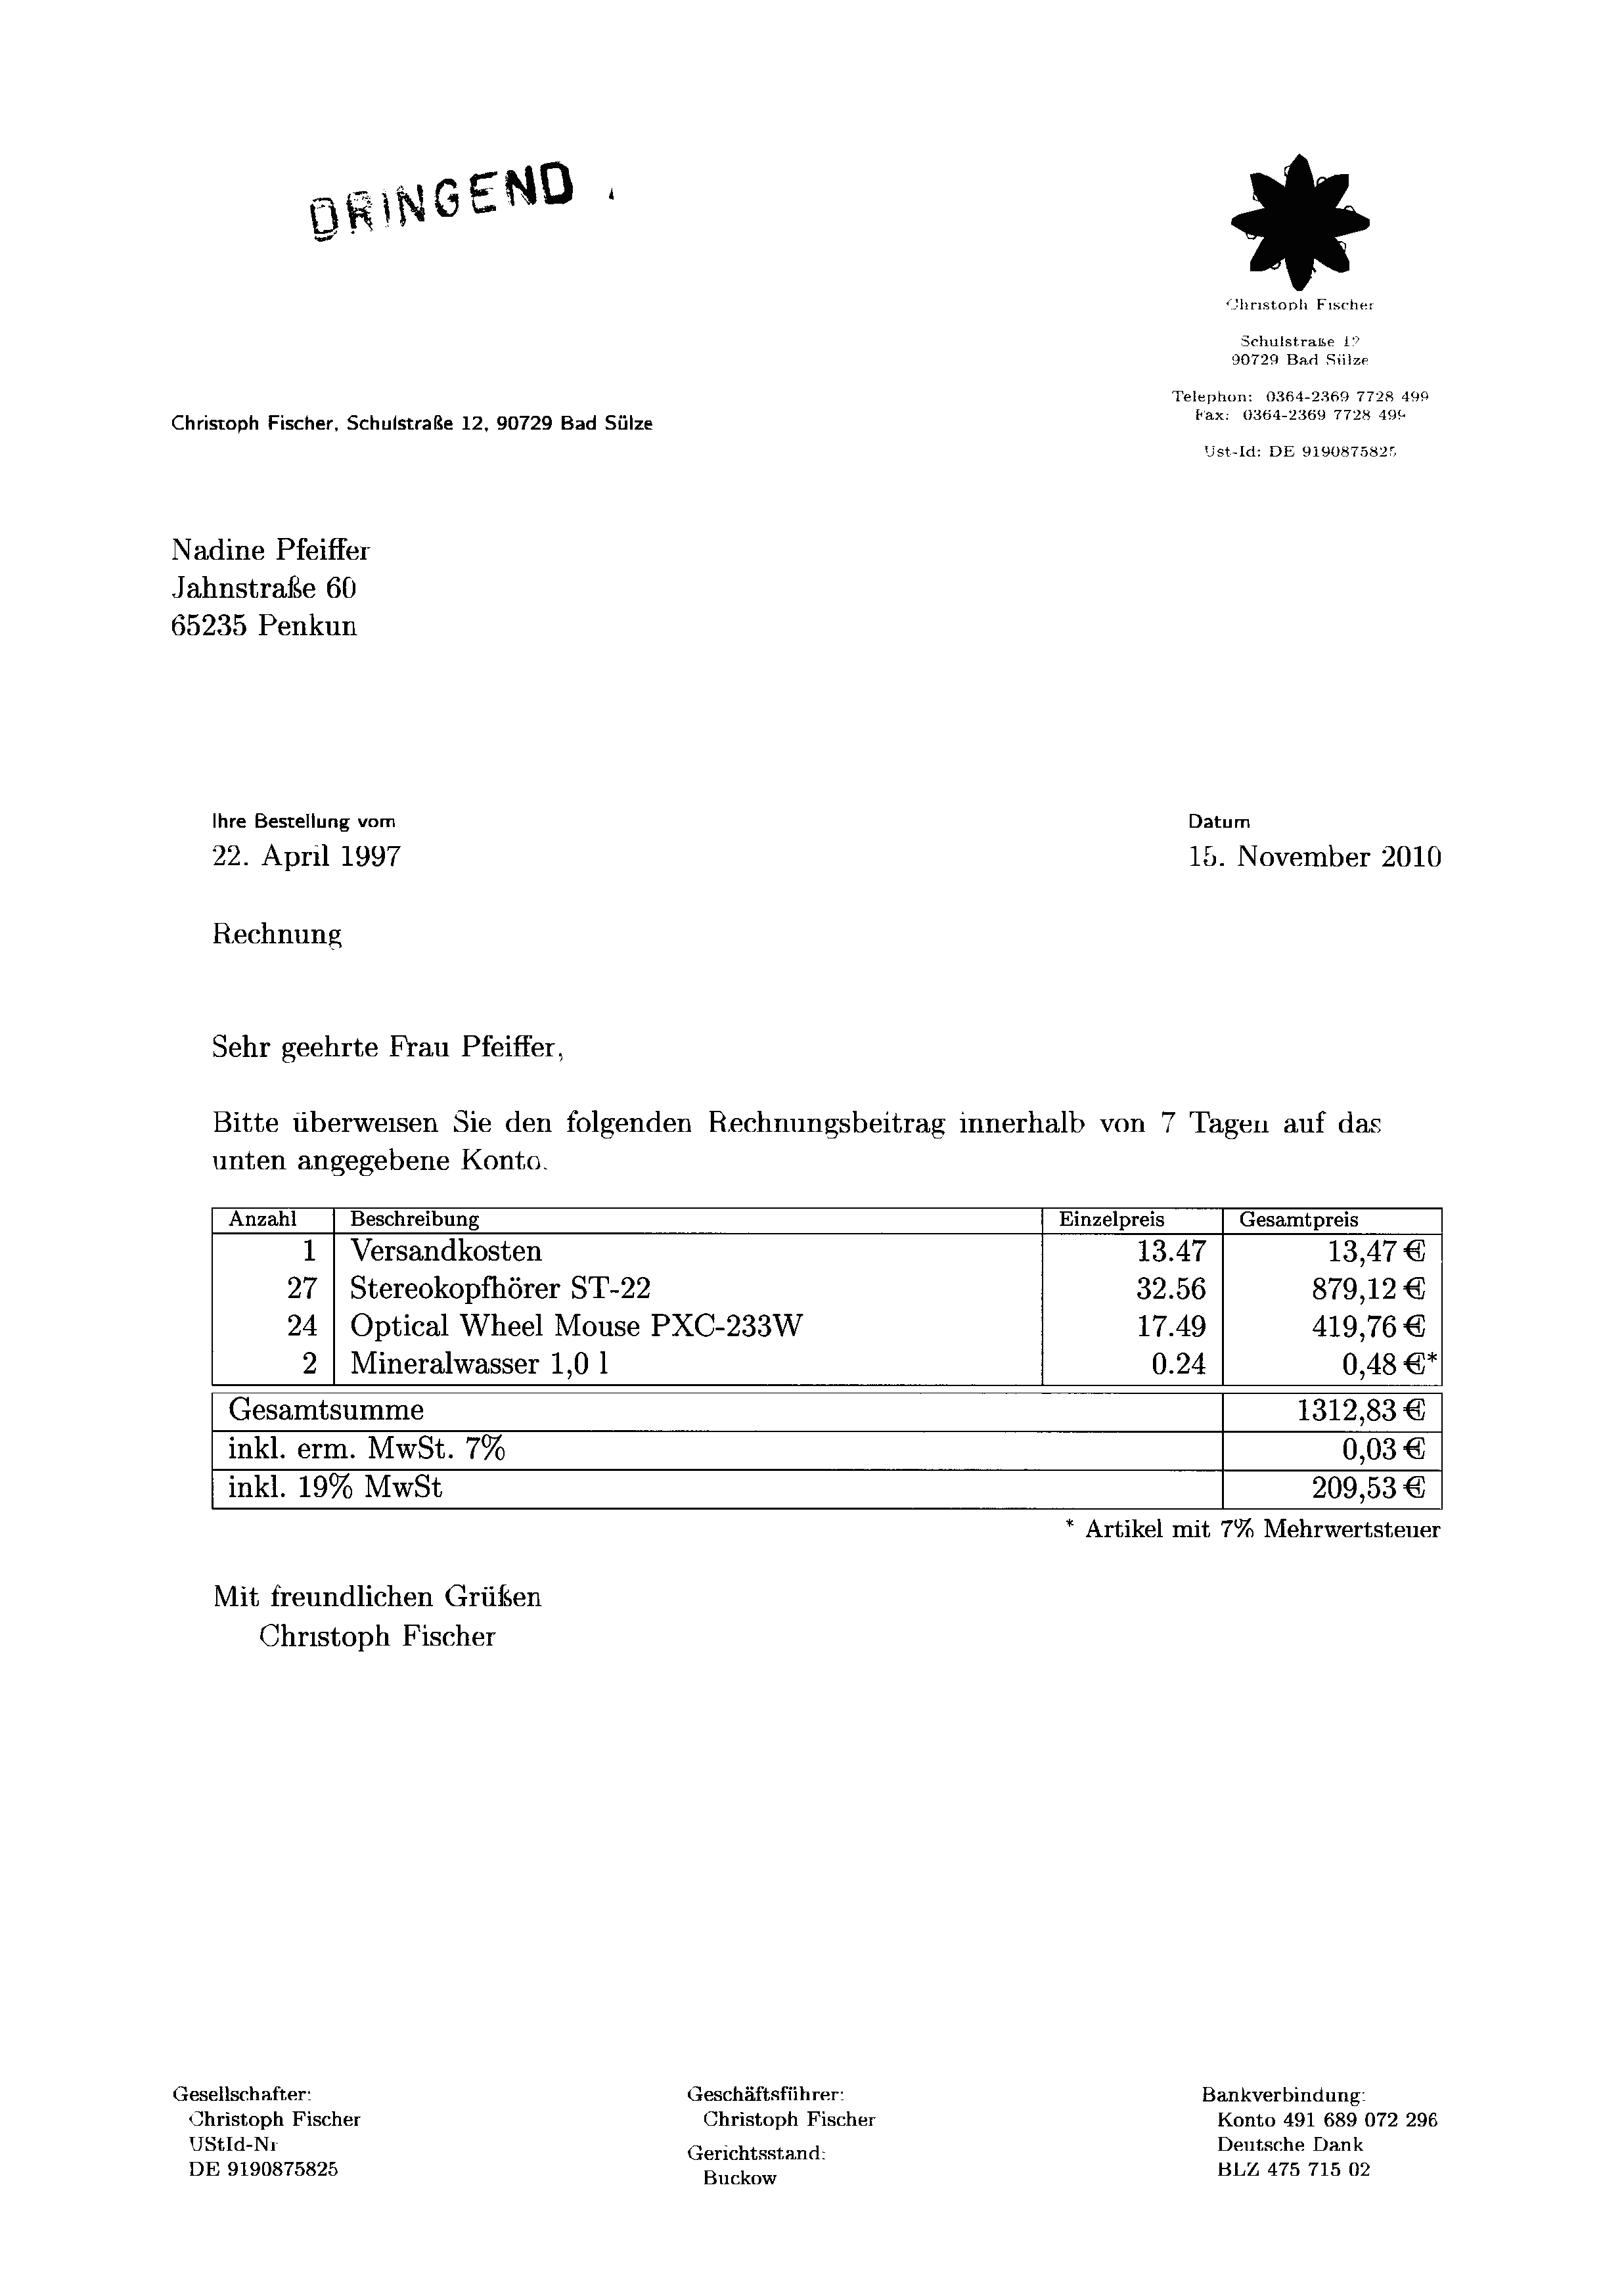 DRINGEND
Christoph Fischer
Schulstraße 12
90729 Bad Sülze
Telephon: 0364-2369 7728 499
Fax: 0364-2369 7728 499
Ust-Id: DE 9190875825
Christoph Fischer, Schulstraße 12, 90729 Bad Sülze
Nadine Pfeiffer
Jahnstraße 60
65235 Penkun
Ihre Bestellung vom Datum
22. April 1997 15. November 2010
Rechnung
Sehr geehrte Frau Pfeiffer,
Bitte überweisen Sie den folgenden Rechnungsbeitrag innerhalb von 7 Tagen auf das
unten angegebene Konto.
Anzahl Beschreibung Einzelpreis Gesamtpreis
1 Versandkosten 13.47 13,47 €
27 Stereokopfhörer ST-22 32.56 879,12 €
24 Optical Wheel Mouse PXC-233W 17.49 419,76 €
2 Mineralwasser 1,0 l 0.24 0,48 €*
Gesamtsumme 1312,83 €
inkl. erm. MwSt. 7% 0,03 €
inkl. 19% MwSt 209,53 €
* Artikel mit 7% Mehrwertsteuer
Mit freundlichen Grüßen
Christoph Fischer
Gesellschafter:
Christoph Fischer
UStId-Nr
DE 9190875825
Geschäftsführer:
Christoph Fischer
Gerichtsstand:
Buckow
Bankverbindung:
Konto 491 689 072 296
Deutsche Dank
BLZ 475 715 02